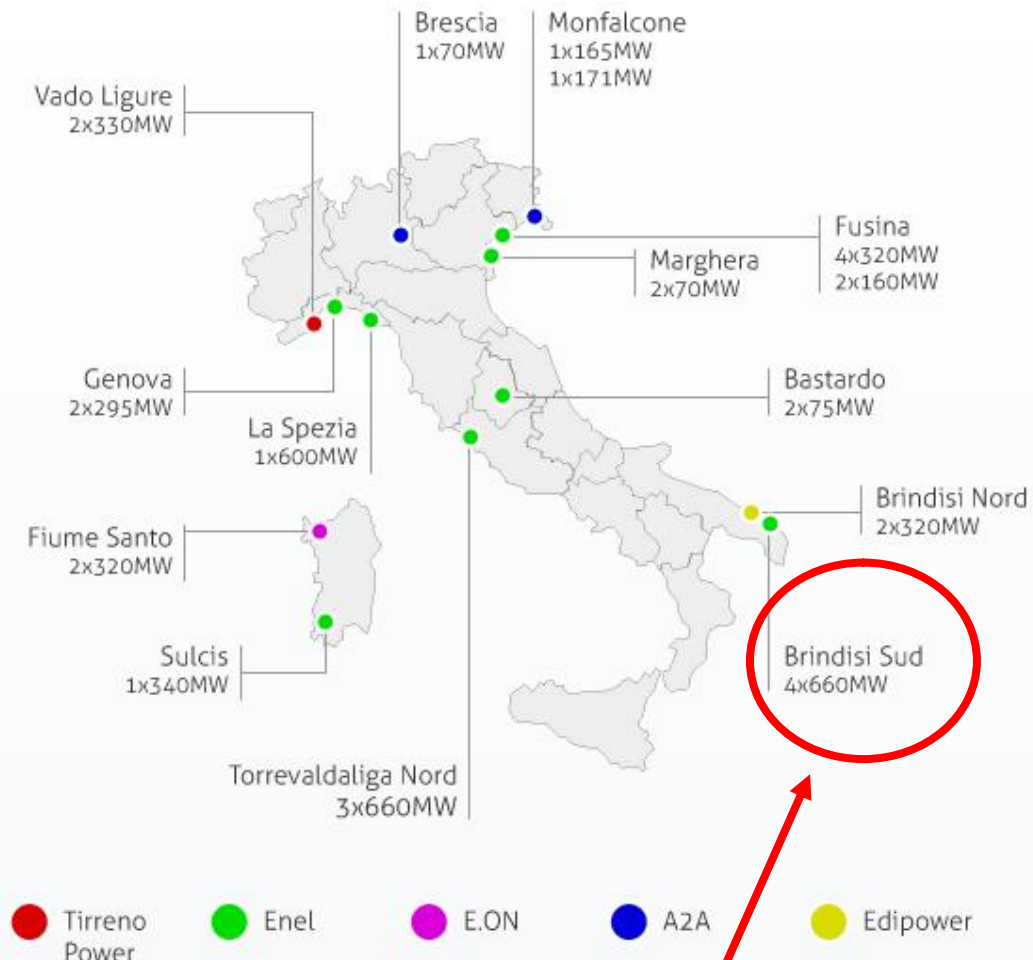 Brescia
1x70MW
Monfalcone
1x165MW
1x171MW
Vado Ligure
2x330MW
Fusina
4x320MW
2x160MW
Marghera
2x70MW
Genova
2x295MW
La Spezia
1x600MW
Bastardo
2x75MW
Brindisi Nord
2x320MW
Fiume Santo
2x320MW
Sulcis
1x340MW
Brindisi Sud
4x660MW
Torrevaldaliga Nord
3x660MW
Tirreno
Power
Enel
E.ON
A2A
Edipower